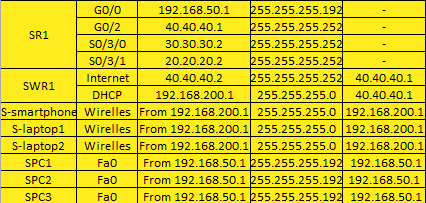 SR1 G0/0 192.168.50.1 255.255.255.192 -
G0/2 40.40.40.1 255.255.255.252 -
S0/3/0 30.30.30.2 255.255.255.252 -
S0/3/1 20.20.20.2 255.255.255.252 -
SWR1 Internet 40.40.40.2 255.255.255.252 40.40.40.1
DHCP 192.168.200.1 255.255.255.0 40.40.40.1
S-smartphone Wirelles From 192.168.200.1 255.255.255.0 192.168.200.1
S-laptop1 Wirelles From 192.168.200.1 255.255.255.0 192.168.200.1
S-laptop2 Wirelles From 192.168.200.1 255.255.255.0 192.168.200.1
SPC1 Fa0 From 192.168.50.1 255.255.255.192 192.168.50.1
SPC2 Fa0 From 192.168.50.1 255.255.255.192 192.168.50.1
SPC3 Fa0 From 192.168.50.1 255.255.255.192 192.168.50.1